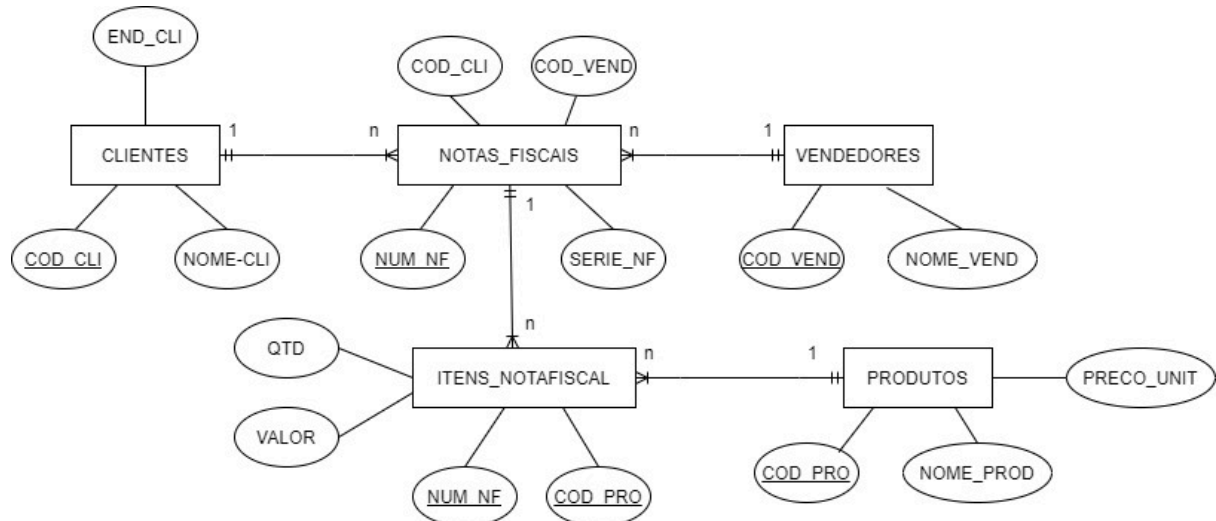 END_CLI
COD_CLI
COD_VEND
CLIENTES
1
n
NOTAS_FISCAIS
n
1
VENDEDORES
1
COD_CLI
NOME-CLI
NUM_NF
SERIE_NF
COD_VEND
NOME_VEND
n
QTD
ITENS_NOTAFISCAL
n
1
PRODUTOS
PRECO_UNIT
VALOR
NUM_NF
COD_PRO
COD_PRO
NOME_PROD